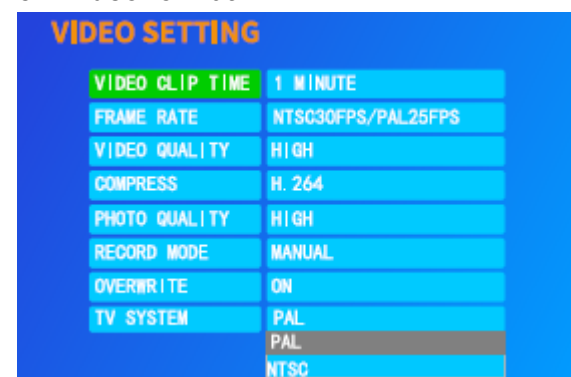 VIDEO SETTING
VIDEO CLIP TIME 1 MINUTE
FRAME RATE NTSC30FPS/PAL25FPS
VIDEO QUALITY HIGH
COMPRESS H.264
PHOTO QUALITY HIGH
RECORD MODE MANUAL
OVERWRITE ON
TV SYSTEM PAL
PAL
NTSC